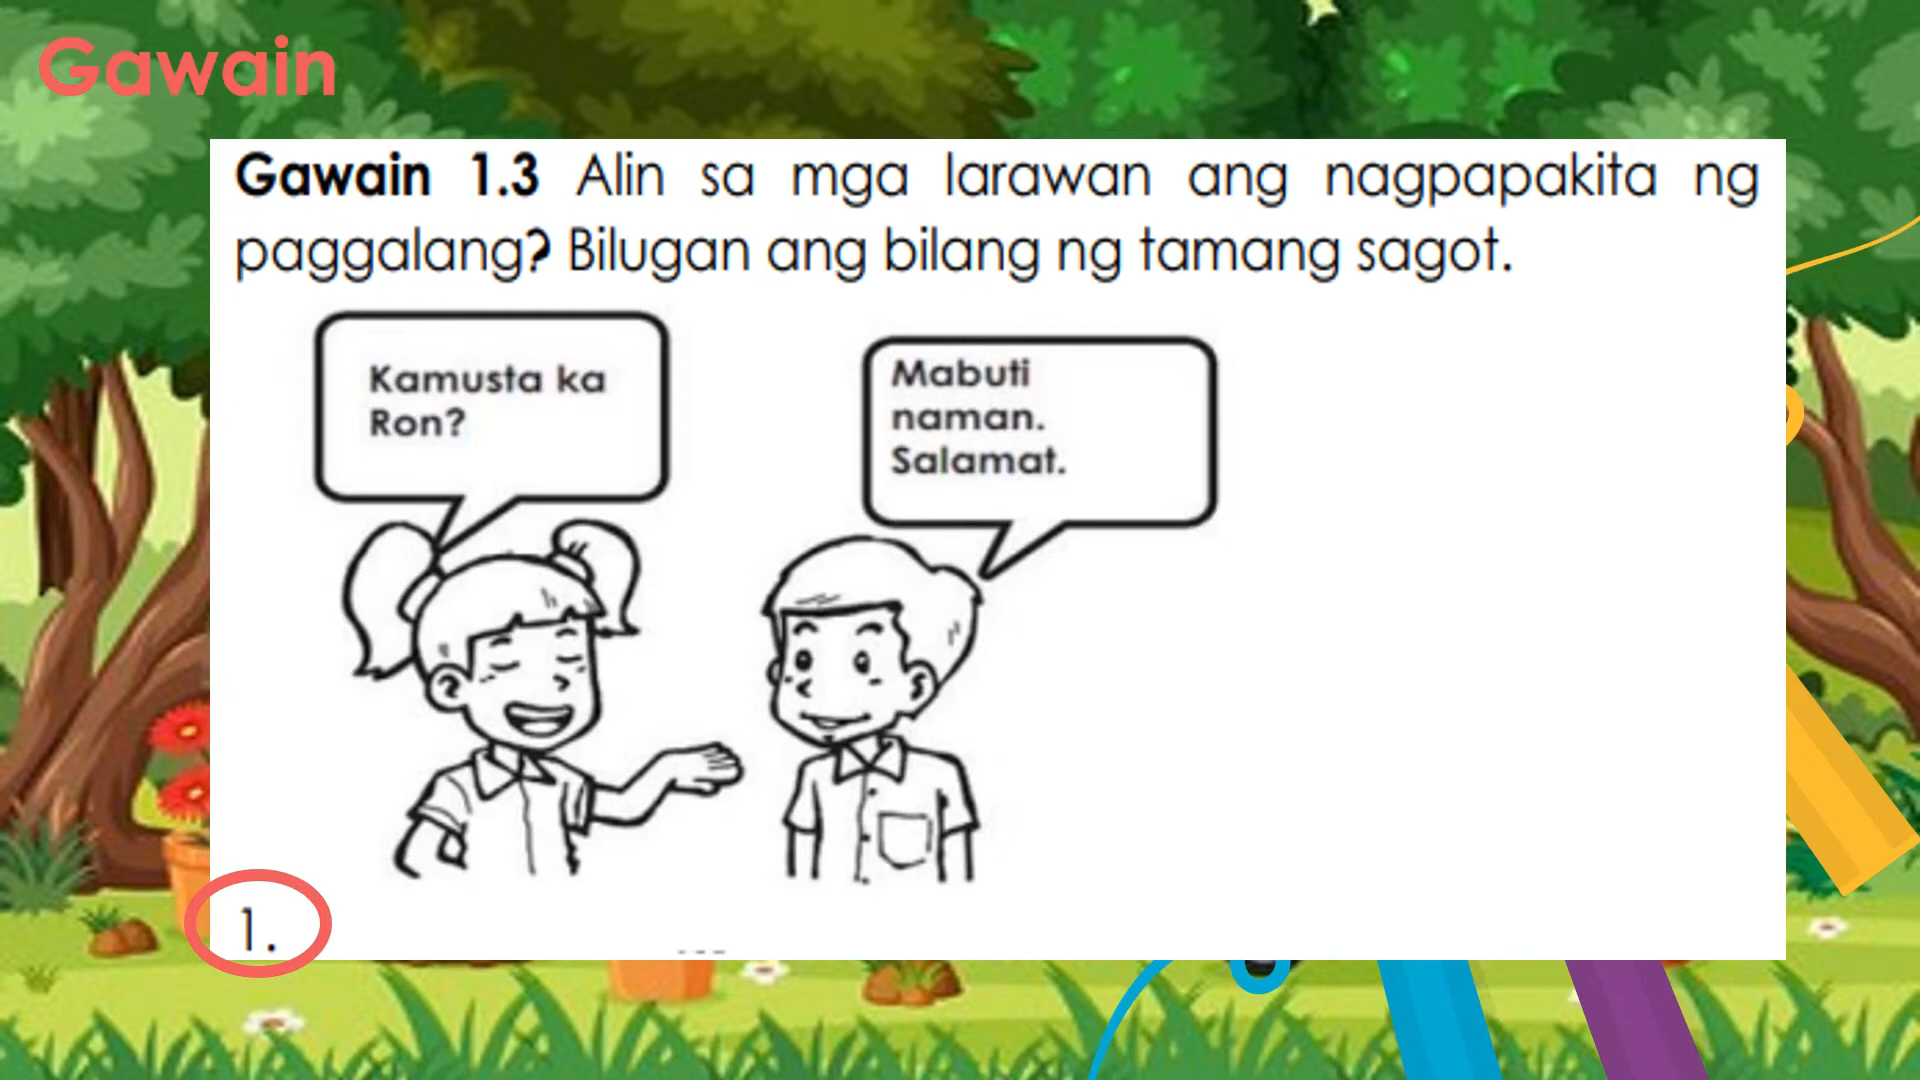 Gawain
Gawain 1.3 Alin sa mga larawan ang nagpapakita ng
paggalang? Bilugan ang bilang ng tamang sagot.
Kamusta ka
Ron?
Mabuti
naman.
Salamat.
1.